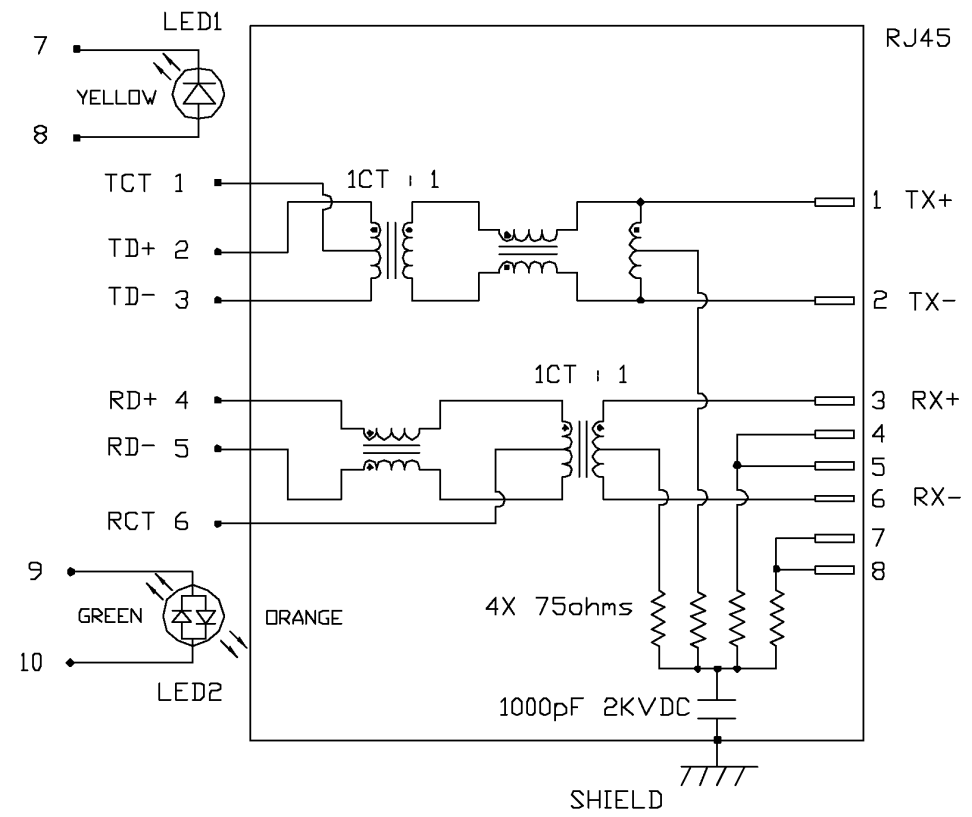 LED1
RJ45
7
YELLOW
8
TCT 1
1CT : 1
1 TX+
TD+ 2
TD- 3
2 TX-
1CT : 1
RD+ 4
3 RX+
4
RD- 5
5
6 RX-
RCT 6
7
9
8
GREEN
ORANGE
4X 75ohms
10
LED2
1000pF 2KVDC
SHIELD